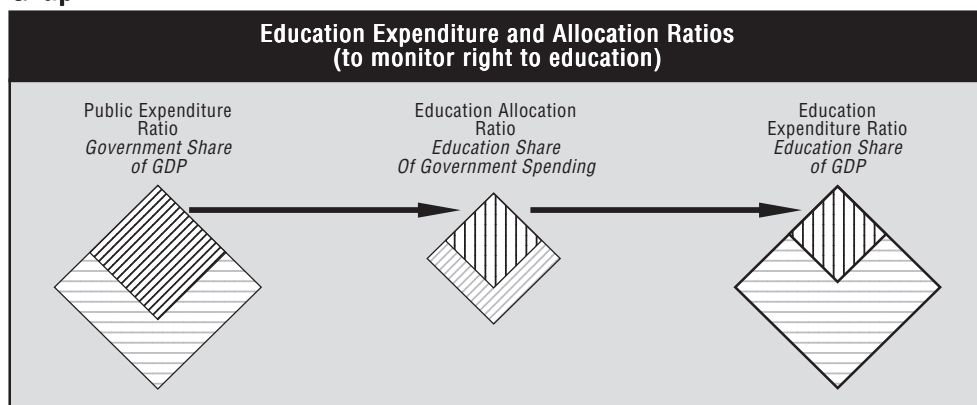 Education Expenditure and Allocation Ratios
(to monitor right to education)
Public Expenditure
Ratio
Government Share
of GDP
Education Allocation
Ratio
Education Share
Of Government Spending
Education
Expenditure Ratio
Education Share
of GDP